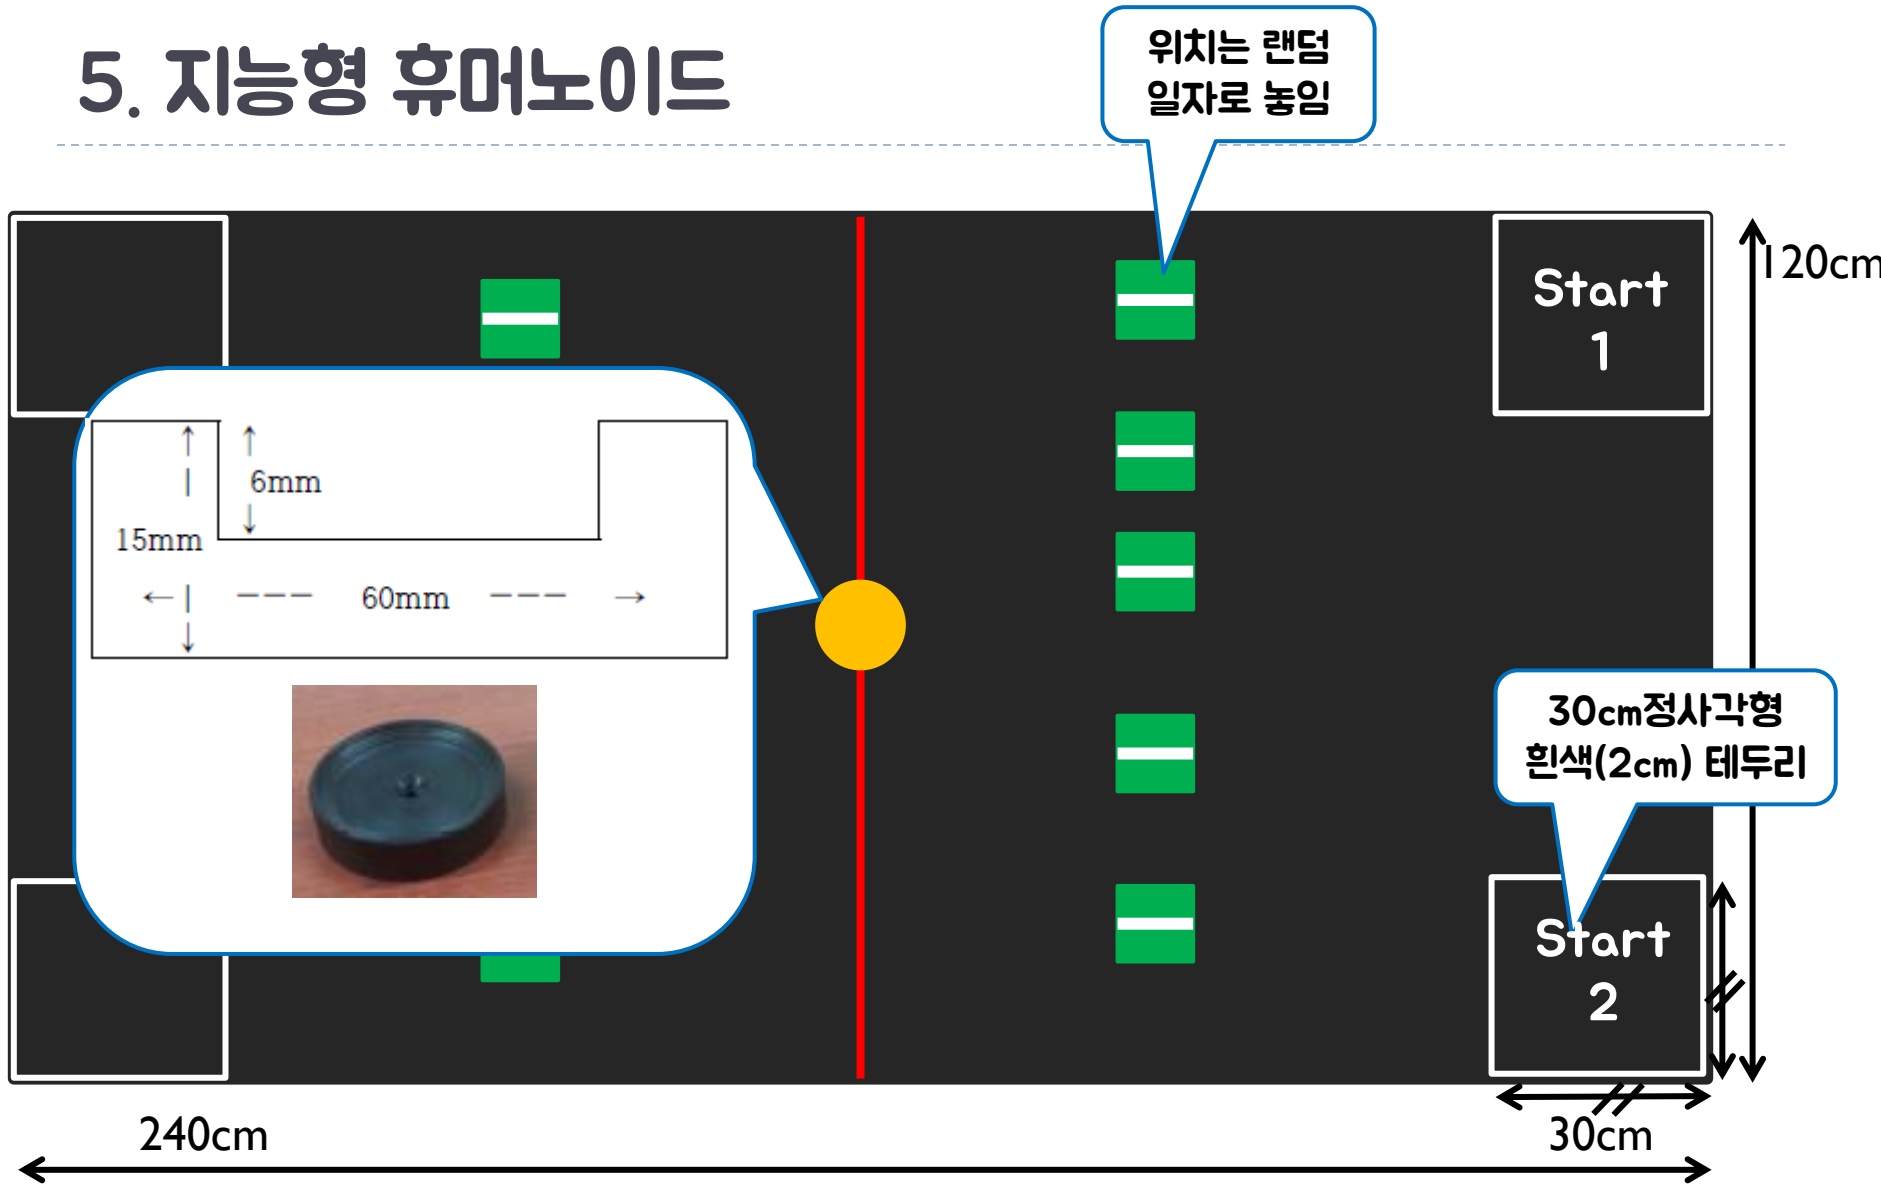 5. 지능형 휴머노이드
위치는 랜덤
일자로 놓임
Start
1
120cm
6mm
15mm
60mm
30cm정사각형
흰색(2cm) 테두리
Start
2
240cm
30cm